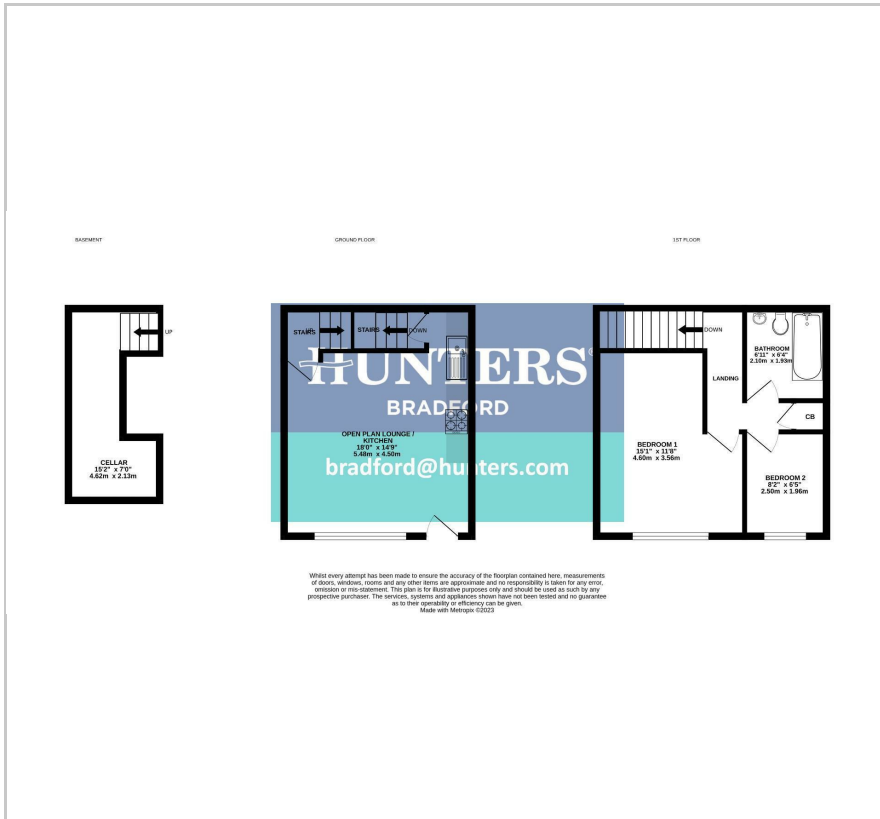 BASEMENT
GROUND FLOOR
1ST FLOOR
UP
CELLAR
15'2" x 7'0"
4.62m x 2.13m
STAIRS
UP
STAIRS
DOWN
HUNTERS
BRADFORD
OPEN PLAN LOUNGE /
KITCHEN
18'0" x 14'9"
5.48m x 4.50m
bradford@hunters.com
DOWN
LANDING
BATHROOM
6'11" x 6'4"
2.10m x 1.93m
CB
BEDROOM 1
15'1" x 11'8"
4.60m x 3.56m
BEDROOM 2
8'2" x 6'5"
2.50m x 1.96m
Whilst every attempt has been made to ensure the accuracy of the floorplan contained here, measurements
of doors, windows, rooms and any other items are approximate and no responsibility is taken for any error,
omission or mis-statement. This plan is for illustrative purposes only and should be used as such by any
prospective purchaser. The services, systems and appliances shown have not been tested and no guarantee
as to their operability or efficiency can be given.
Made with Metropix ©2023